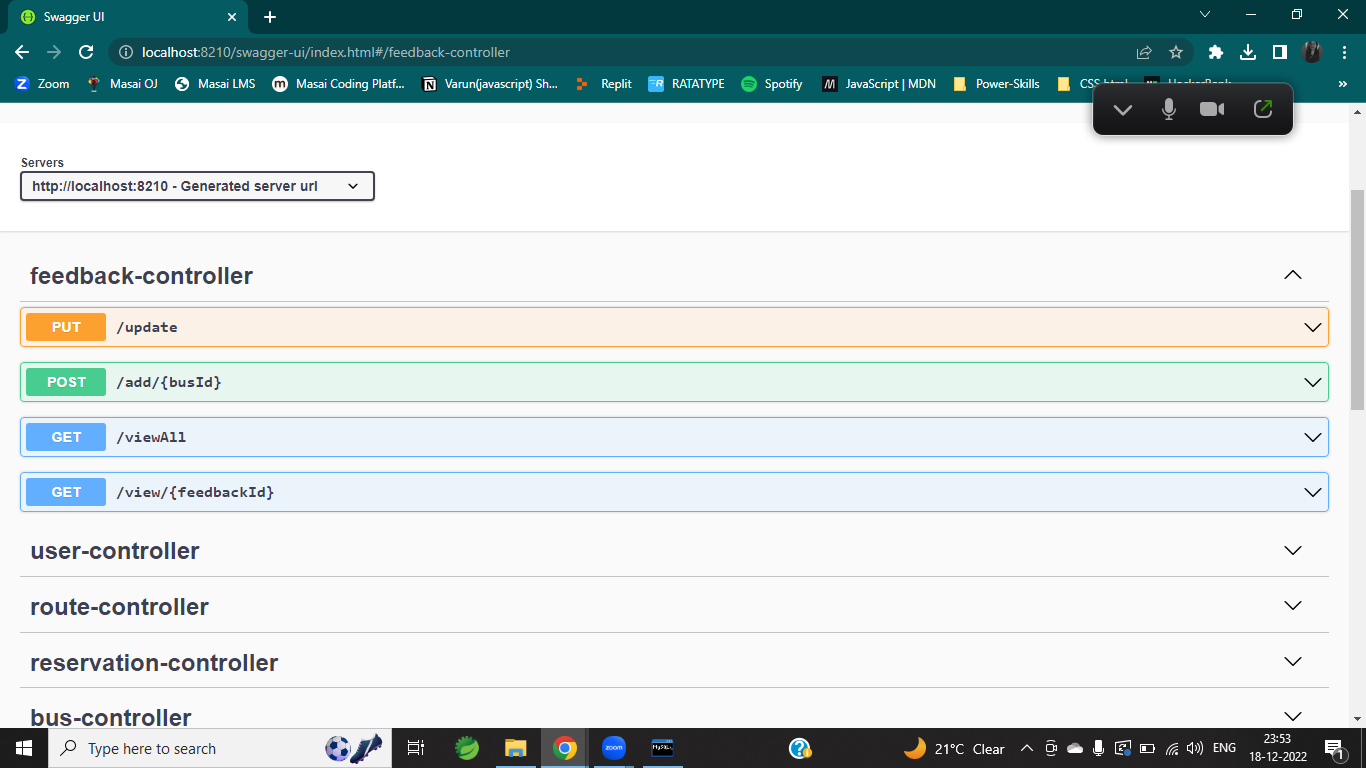 Swagger UI
localhost:8210/swagger-ui/index.html#/feedback-controller
Zoom
Masai OJ
Masai LMS
Masai Coding Platf...
Varun(javascript) Sh...
Replit
RATATYPE
Spotify
JavaScript | MDN
Power-Skills
»
Servers
http://localhost:8210 - Generated server url
feedback-controller
PUT /update
POST /add/{busId}
GET /viewAll
GET /view/{feedbackId}
user-controller
route-controller
reservation-controller
bus-controller
Type here to search
zoom
21°C Clear
ENG
23:53
18-12-2022
1